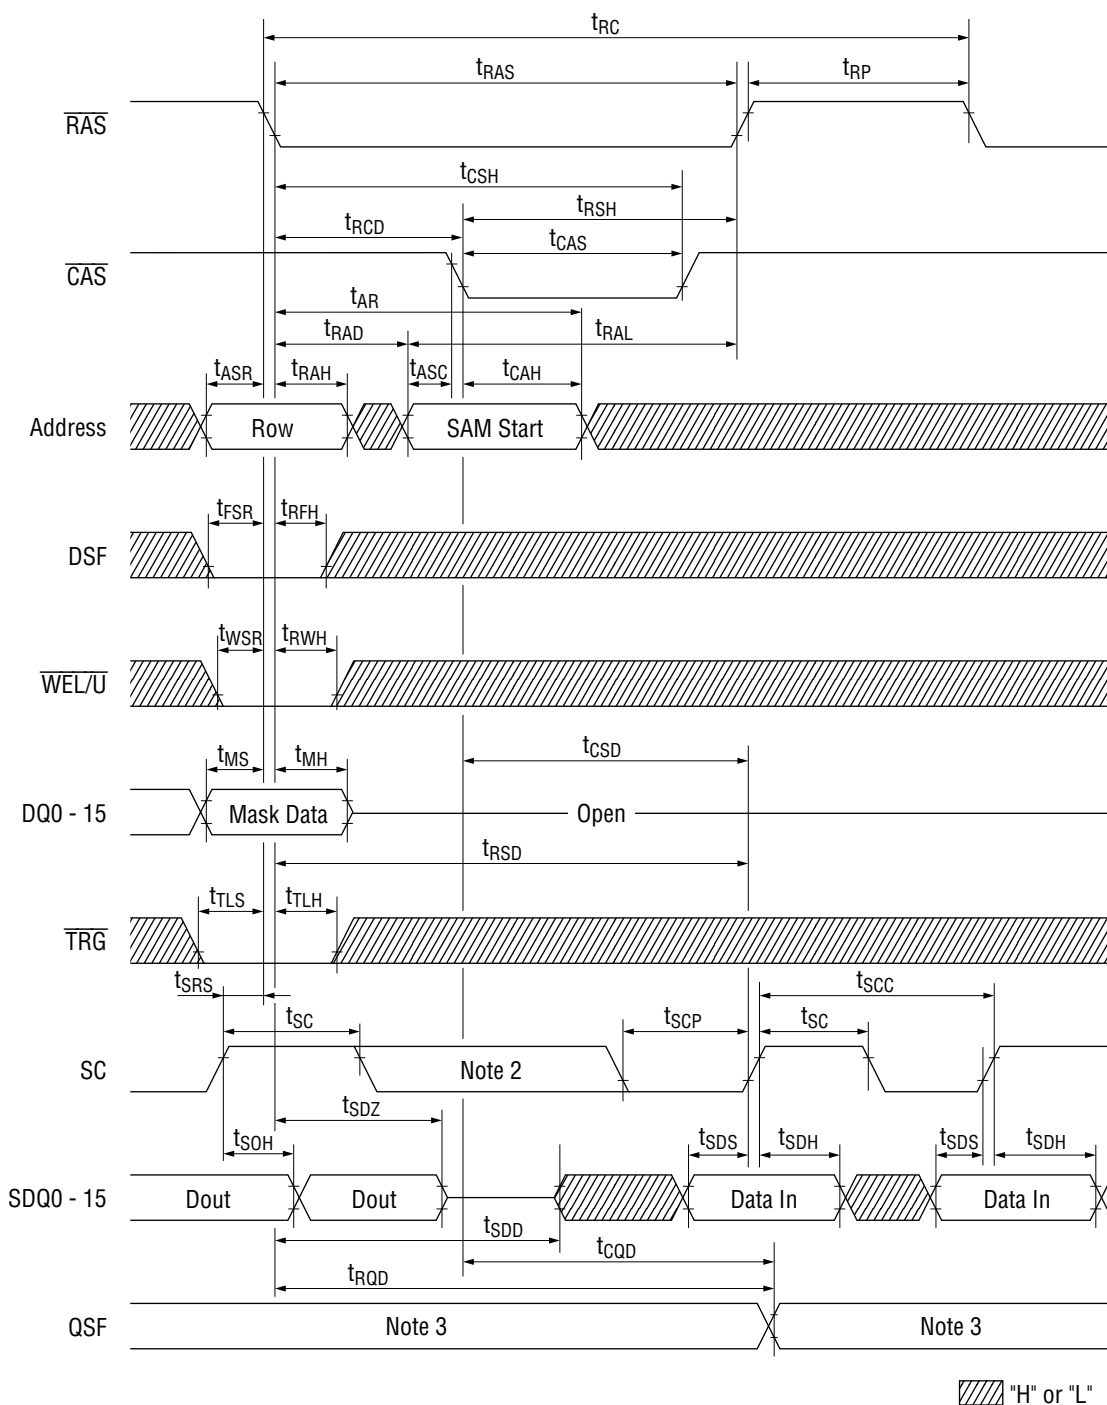 tRC
tRAS tRP
RAS
tCSH
tRSH
tRCD tCAS
CAS
tAR
tRAD tRAL
tASR tRAH tASC tCAH
Address Row SAM Start
tFSR tRFH
DSF
tWSR tRWH
WEL/U
tCSD
tMS tMH
DQ0 - 15 Mask Data Open
tRSD
tTLS tTLH
TRG
tSRS tSCC
tSC tSCP tSC
SC Note 2
tSDZ
tSOH tSDS tSDH tSDS tSDH
SDQ0 - 15 Dout Dout Data In Data In
tSDD
tCQD
tRQD
QSF Note 3 Note 3
"H" or "L"